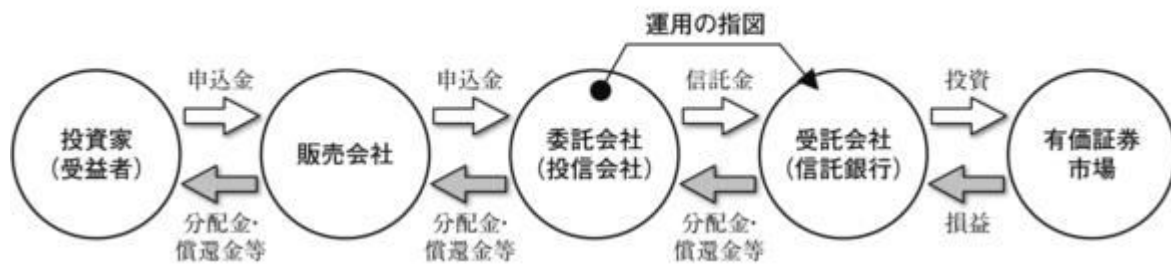 運用の指図
申込金
申込金
信託金
投資
投資家
(受益者)
販売会社
委託会社
(投信会社)
受託会社
(信託銀行)
有価証券
市場
分配金・
償還金等
分配金・
償還金等
分配金・
償還金等
損益